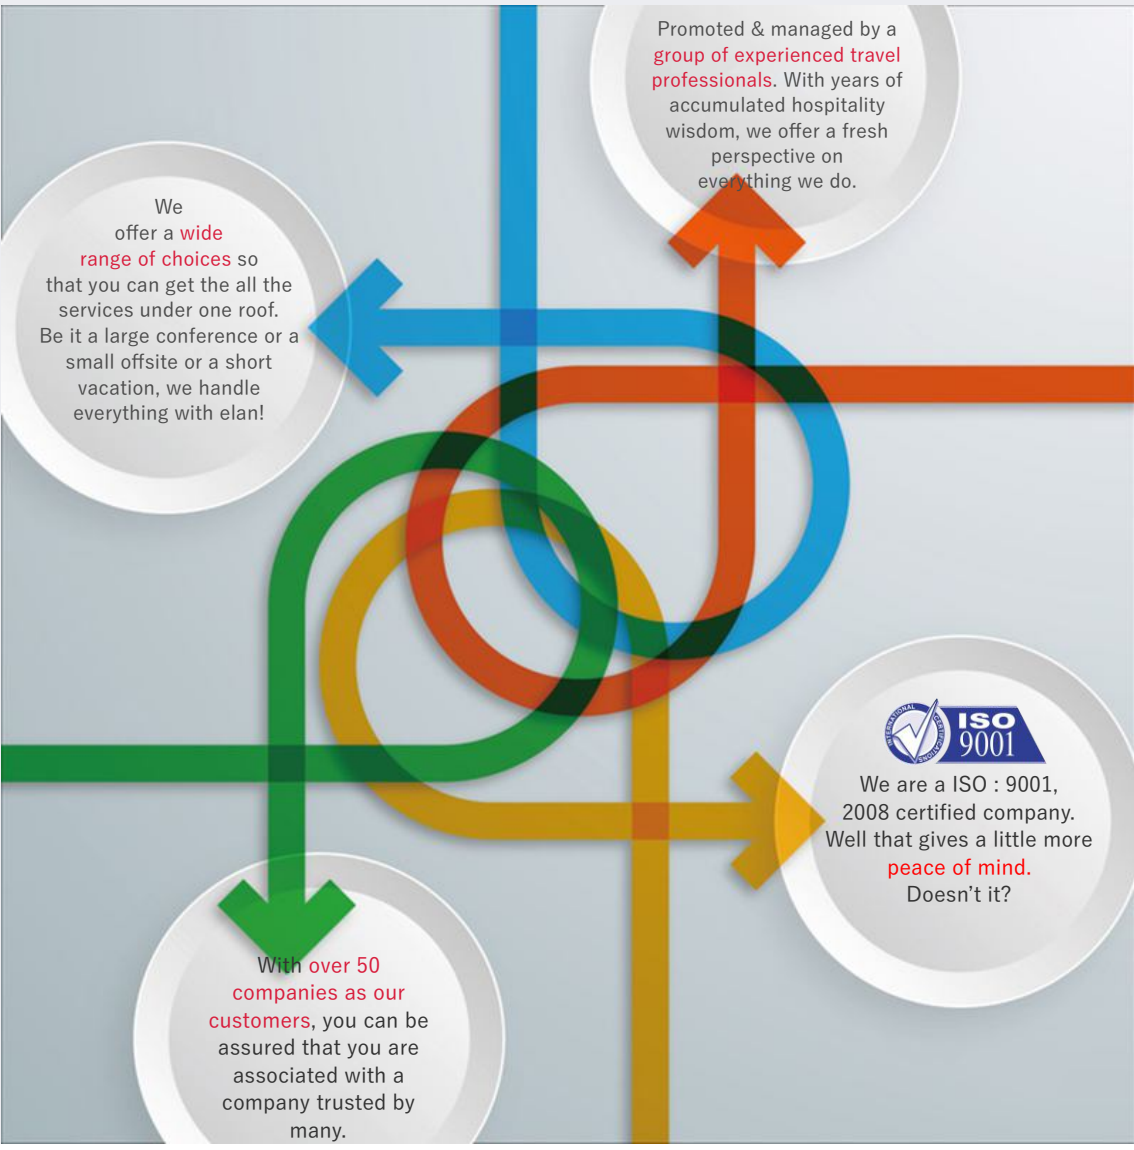 Promoted & managed by a
group of experienced travel
professionals. With years of
accumulated hospitality
wisdom, we offer a fresh
perspective on
everything we do.
We
offer a wide
range of choices so
that you can get the all the
services under one roof.
Be it a large conference or a
small offsite or a short
vacation, we handle
everything with elan!
INTERNATIONAL
CERTIFICATIONS
ISO
9001
We are a ISO : 9001,
2008 certified company.
Well that gives a little more
peace of mind.
Doesn't it?
With over 50
companies as our
customers, you can be
assured that you are
associated with a
company trusted by
many.